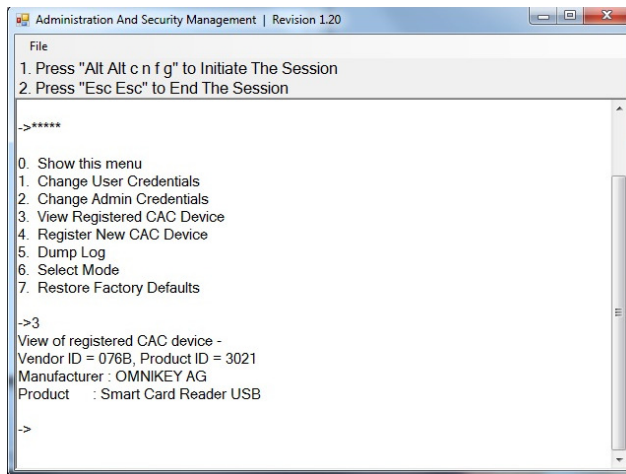 Administration And Security Management | Revision 1.20
File
1. Press "Alt Alt c n f g" to Initiate The Session
2. Press "Esc Esc" to End The Session
->*****
0. Show this menu
1. Change User Credentials
2. Change Admin Credentials
3. View Registered CAC Device
4. Register New CAC Device
5. Dump Log
6. Select Mode
7. Restore Factory Defaults
->3
View of registered CAC device -
Vendor ID = 076B, Product ID = 3021
Manufacturer : OMNIKEY AG
Product : Smart Card Reader USB
->